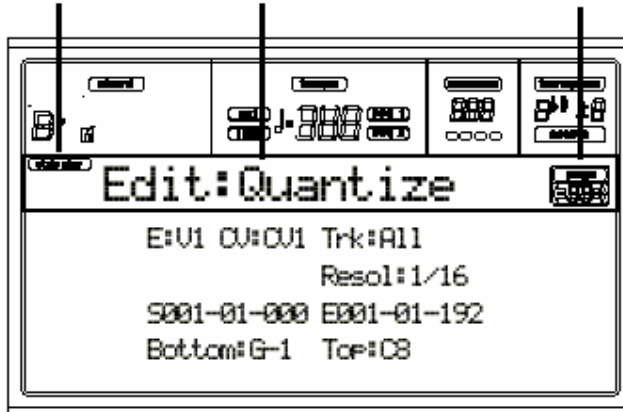 Edit:Quantize
E:V1 CV:CV1 Trk:All
Resol:1/16
S001-01-000 E001-01-192
Bottom:G-1 Top:C8